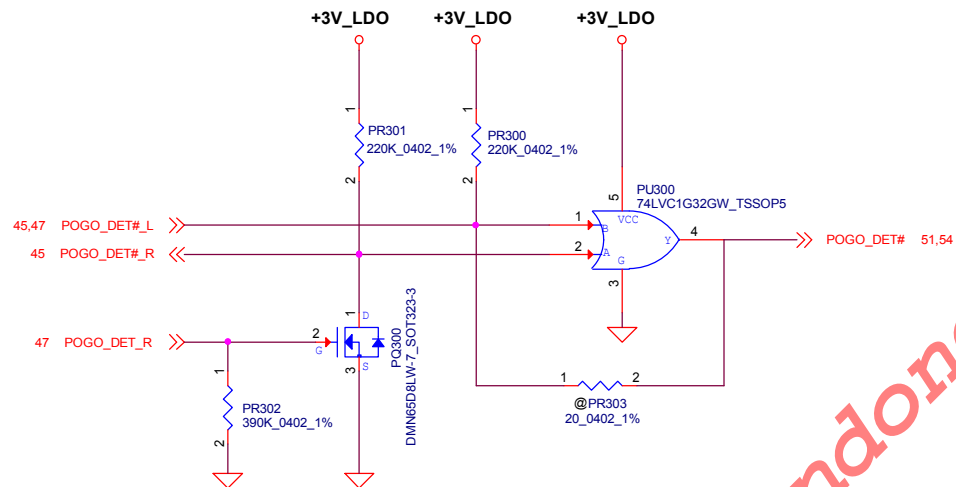 +3V_LDO +3V_LDO +3V_LDO
1
PR301
220K_0402_1%
2
1
PR300
220K_0402_1%
2
PU300
74LVC1G32GW_TSSOP5
5
VCC
45,47 POGO_DET#_L
1
B
Y
4
POGO_DET# 51,54
45 POGO_DET#_R
2
A
G
3
1
D
47 POGO_DET_R
2
G
3
S
PQ300
DMN65D8LW-7_SOT323-3
1
PR302
390K_0402_1%
2
1
2
@PR303
20_0402_1%
ndon